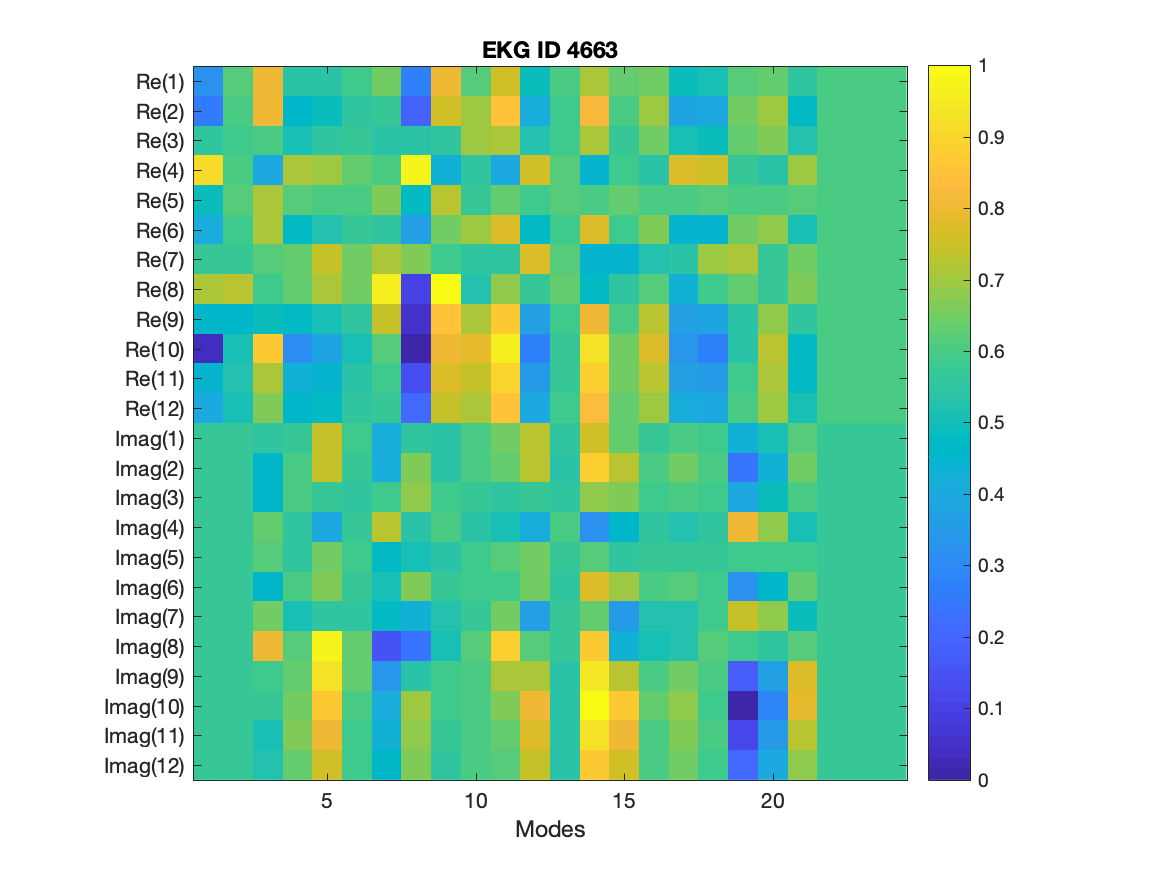 EKG ID 4663
Re(1)
Re(2)
Re(3)
Re(4)
Re(5)
Re(6)
Re(7)
Re(8)
Re(9)
Re(10)
Re(11)
Re(12)
Imag(1)
Imag(2)
Imag(3)
Imag(4)
Imag(5)
Imag(6)
Imag(7)
Imag(8)
Imag(9)
Imag(10)
Imag(11)
Imag(12)
5 10 15 20
Modes
1
0.9
0.8
0.7
0.6
0.5
0.4
0.3
0.2
0.1
0